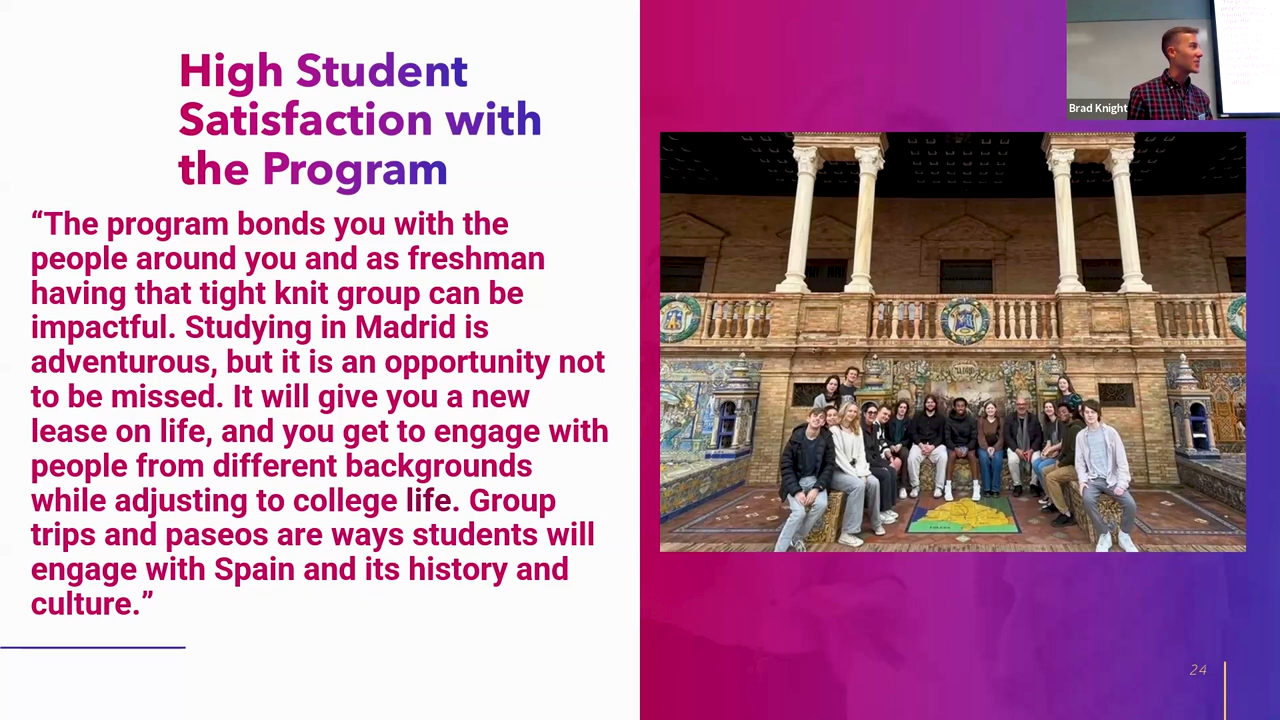 High Student
Satisfaction with
the Program
“The program bonds you with the
people around you and as freshman
having that tight knit group can be
impactful. Studying in Madrid is
adventurous, but it is an opportunity not
to be missed. It will give you a new
lease on life, and you get to engage with
people from different backgrounds
while adjusting to college life. Group
trips and paseos are ways students will
engage with Spain and its history and
culture.”
Brad Knight
24